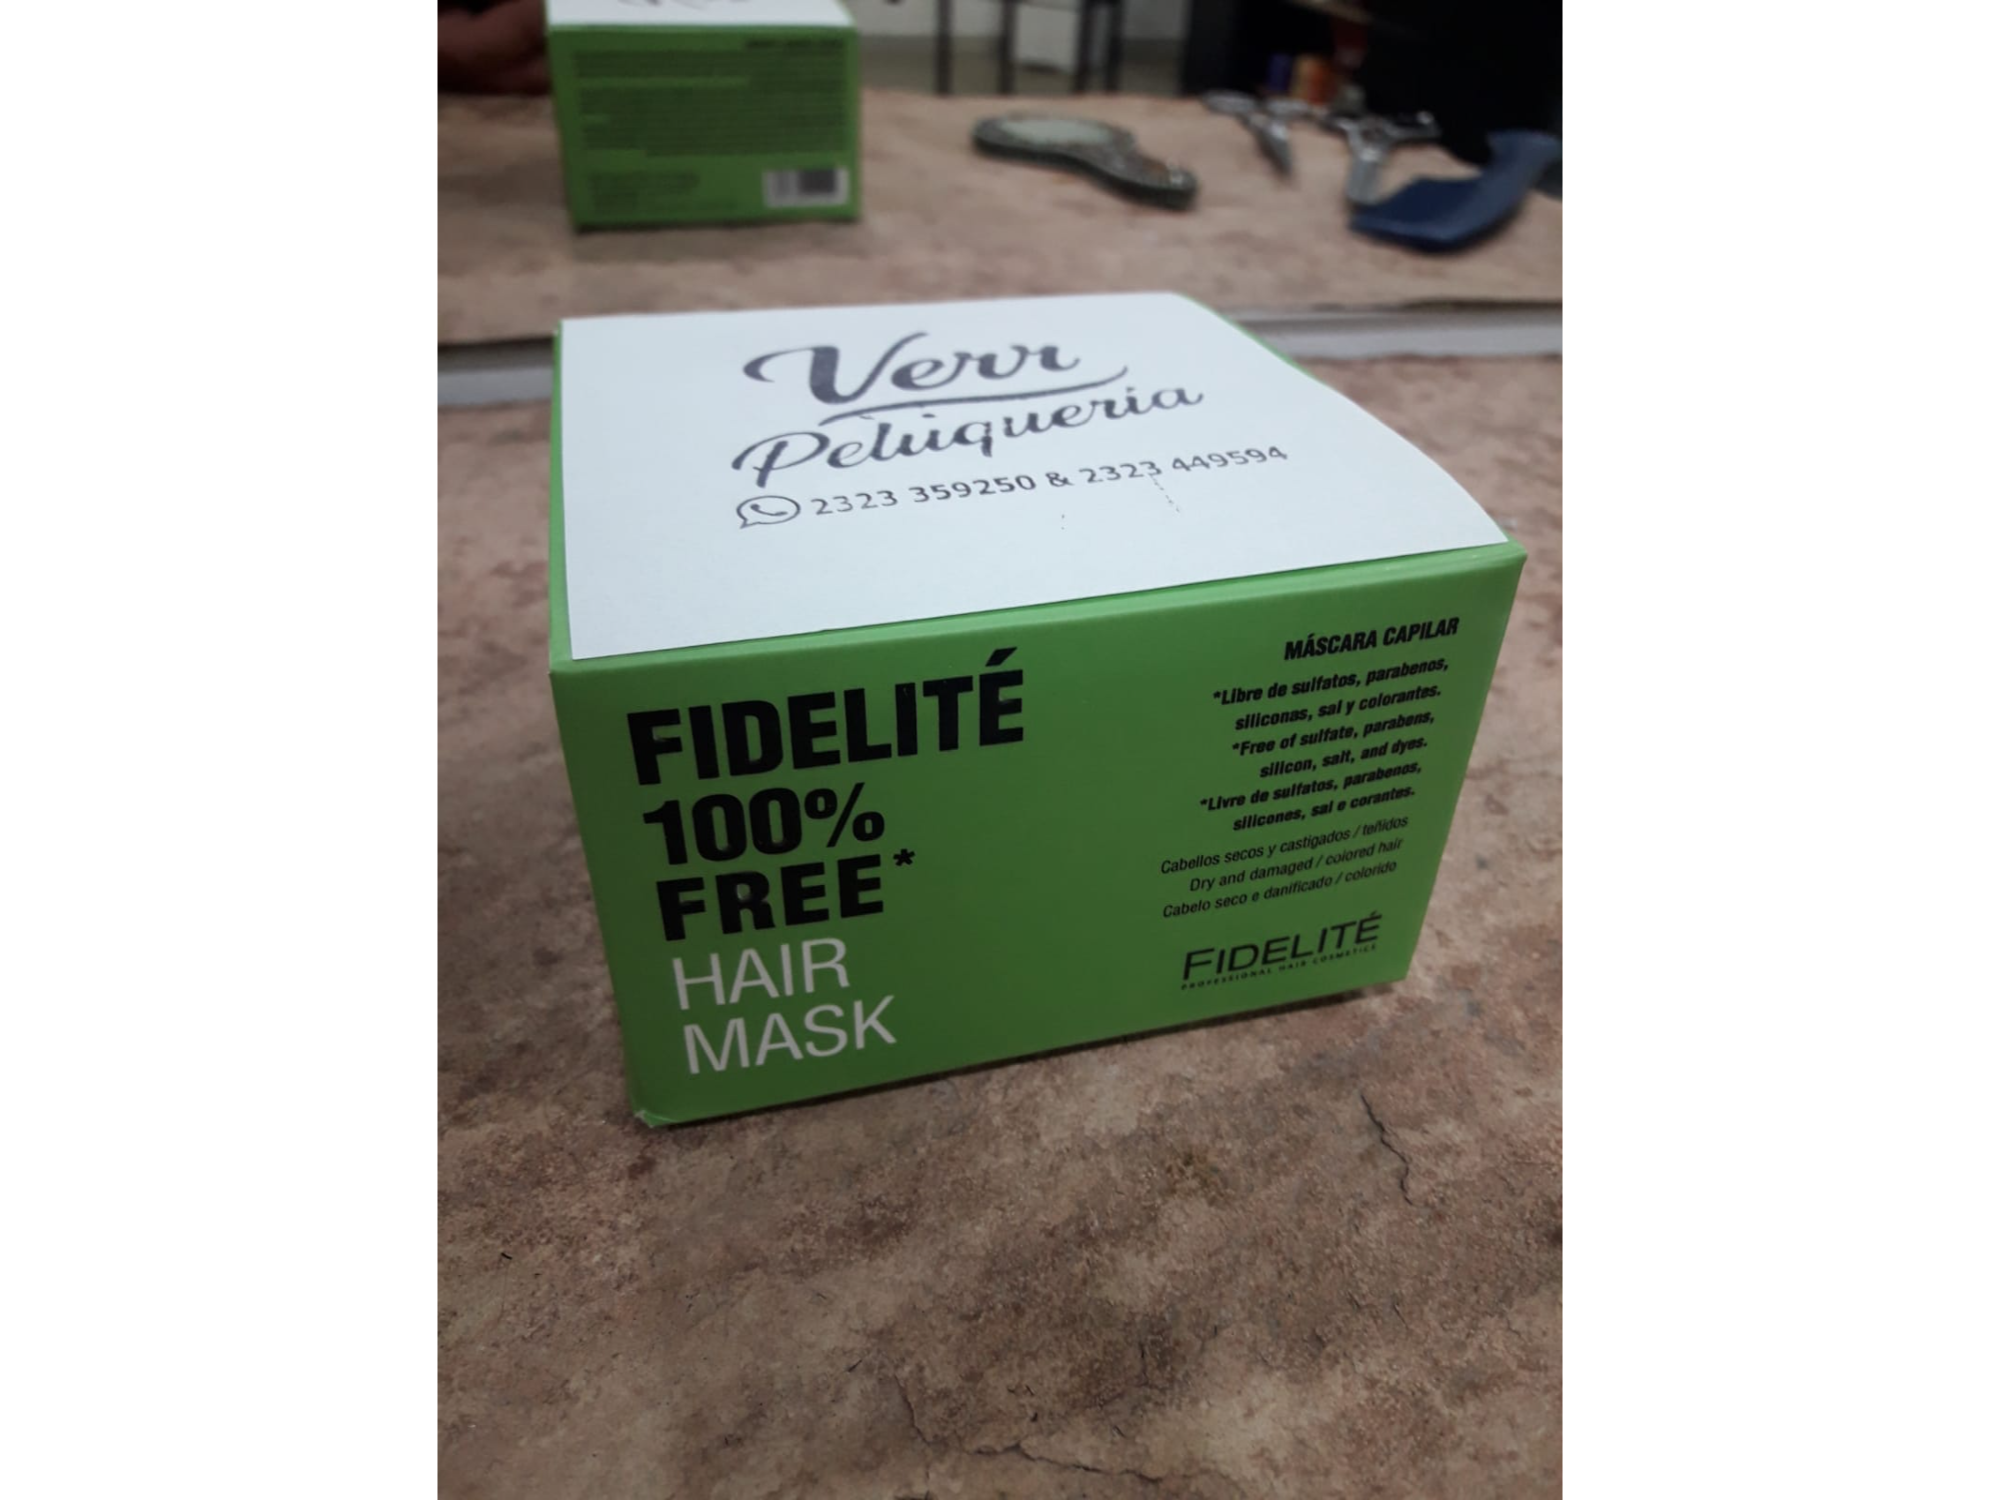 Verr
Peluqueria
2323 359250 & 2323 449594
FIDELITÉ
100%
FREE*
HAIR
MASK
MÁSCARA CAPILAR
*Libre de sulfatos, parabenos,
siliconas, sal y colorantes.
*Free of sulfate, parabens,
silicon, salt, and dyes.
*Livre de sulfatos, parabenos,
silicones, sal e corantes.
Cabellos secos y castigados / teñidos
Dry and damaged / colored hair
Cabelo seco e danificado / colorido
FIDELITÉ
PROFESSIONAL HAIR COSMETICS